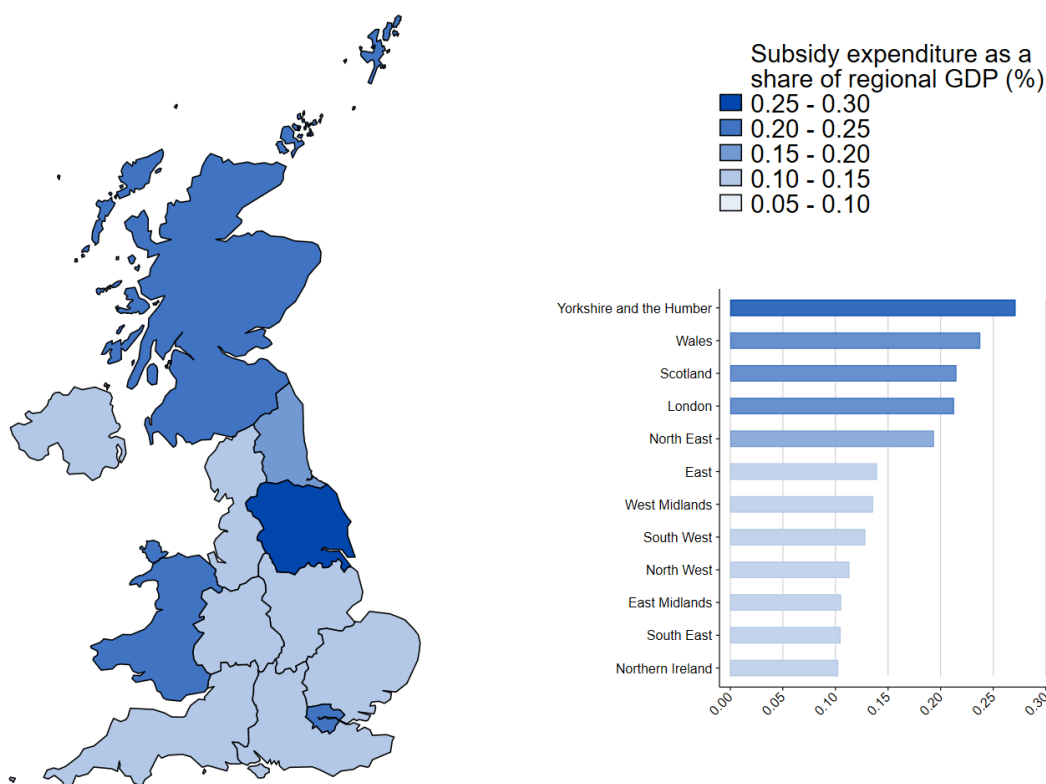 Subsidy expenditure as a
share of regional GDP (%)
0.25 - 0.30
0.20 - 0.25
0.15 - 0.20
0.10 - 0.15
0.05 - 0.10
Yorkshire and the Humber
Wales
Scotland
London
North East
East
West Midlands
South West
North West
East Midlands
South East
Northern Ireland
0.00 0.05 0.10 0.15 0.20 0.25 0.30